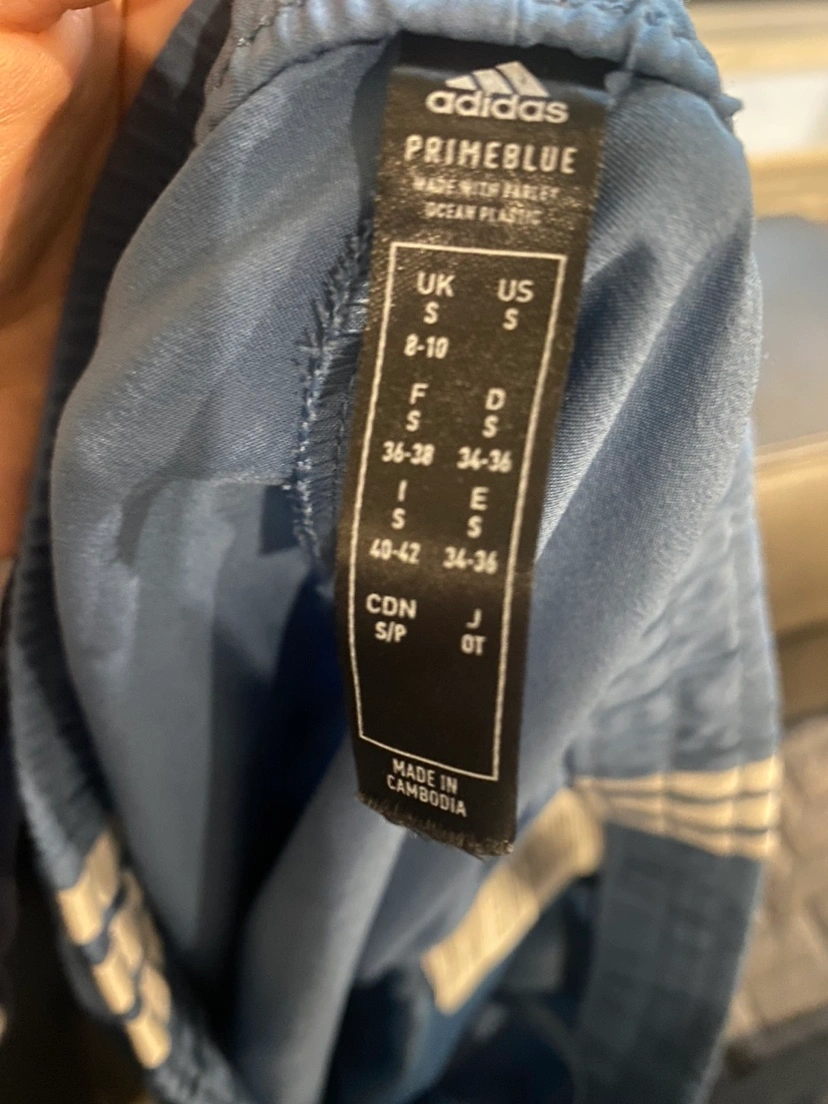 adidas
PRIMEBLUE
MADE WITH PARLEY
OCEAN PLASTIC
UK US
S S
8-10
F D
S S
36-38 34-36
I E
S S
40-42 34-36
CDN J
S/P OT
MADE IN
CAMBODIA